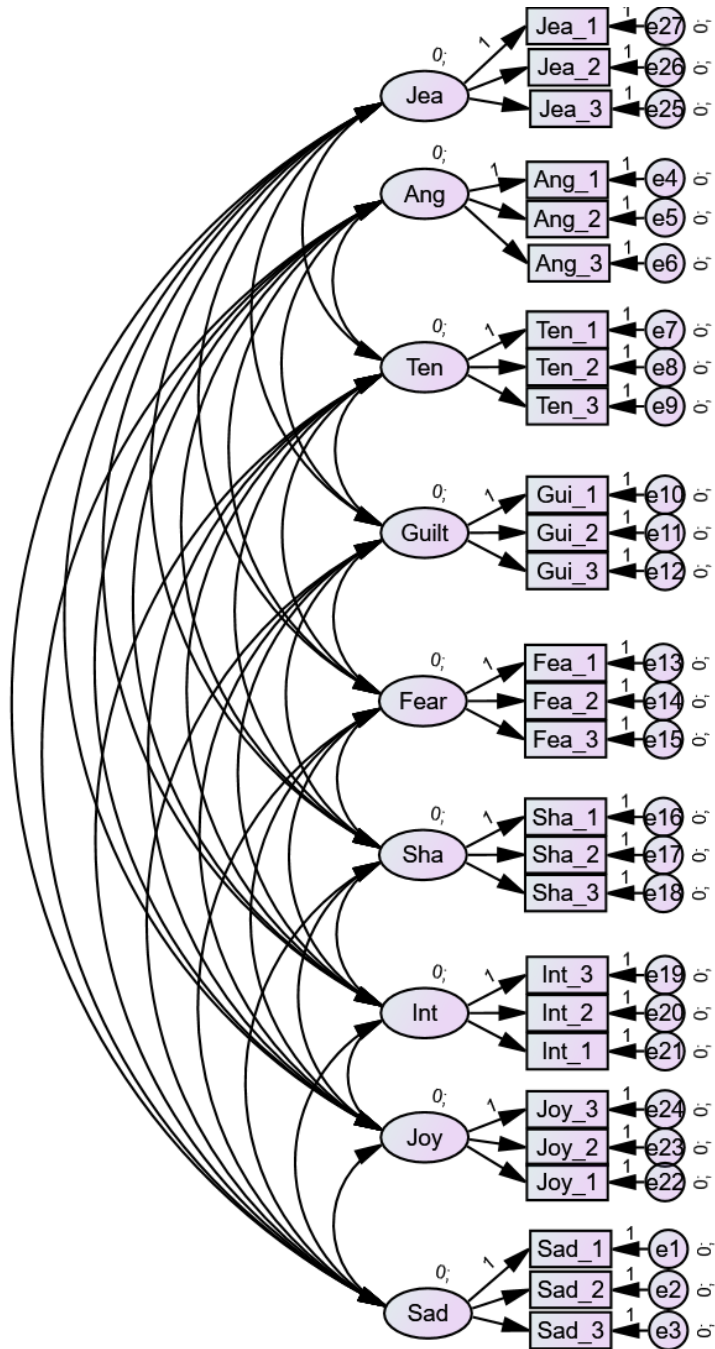 Jea_1 1 e27 0;
0; 1 Jea_2 1 e26 0;
Jea Jea_3 1 e25 0;
0; 1 Ang_1 1 e4 0;
Ang Ang_2 1 e5 0;
Ang_3 1 e6 0;
0; 1 Ten_1 1 e7 0;
Ten Ten_2 1 e8 0;
Ten_3 1 e9 0;
0; 1 Gui_1 1 e10 0;
Guilt Gui_2 1 e11 0;
Gui_3 1 e12 0;
0; 1 Fea_1 1 e13 0;
Fear Fea_2 1 e14 0;
Fea_3 1 e15 0;
0; 1 Sha_1 1 e16 0;
Sha Sha_2 1 e17 0;
Sha_3 1 e18 0;
0; 1 Int_3 1 e19 0;
Int Int_2 1 e20 0;
Int_1 1 e21 0;
0; 1 Joy_3 1 e24 0;
Joy Joy_2 1 e23 0;
Joy_1 1 e22 0;
0; 1 Sad_1 1 e1 0;
Sad Sad_2 1 e2 0;
Sad_3 1 e3 0;